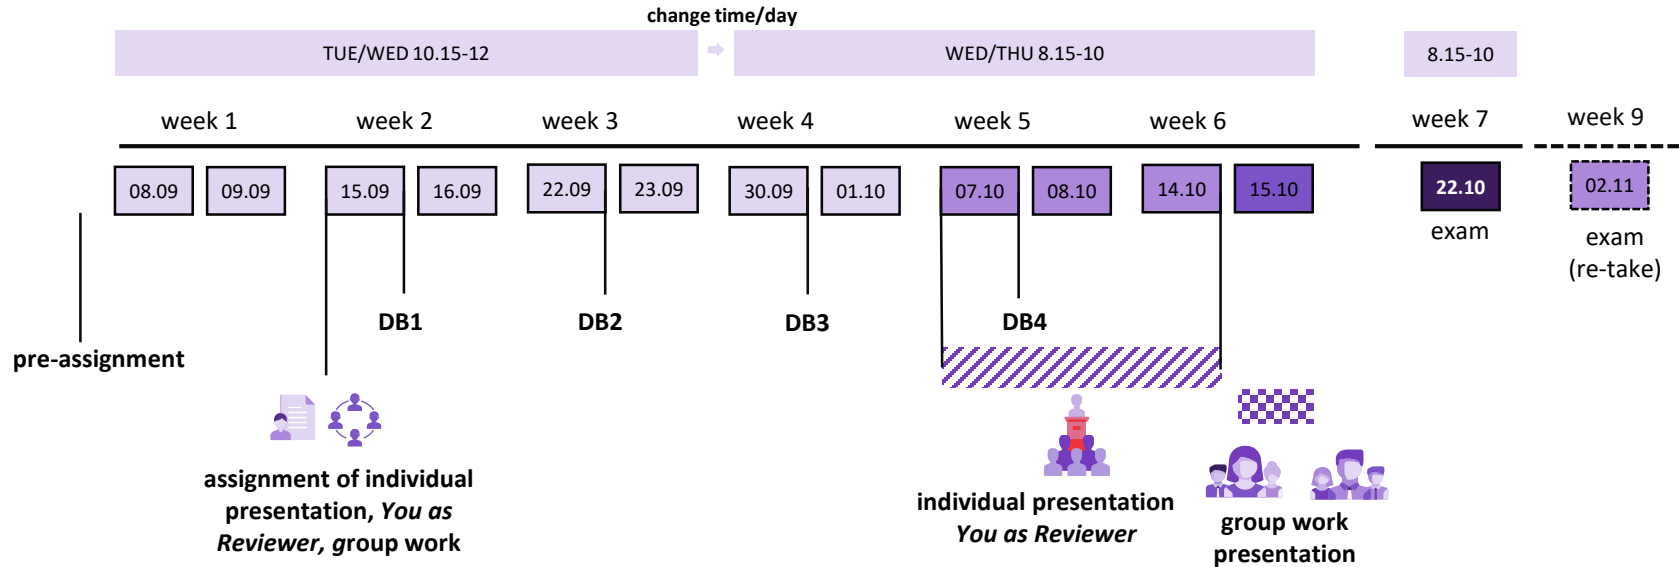 change time/day
TUE/WED 10.15-12
WED/THU 8.15-10
8.15-10
week 1
week 2
week 3
week 4
week 5
week 6
week 7
week 9
08.09
09.09
15.09
16.09
22.09
23.09
30.09
01.10
07.10
08.10
14.10
15.10
22.10
02.11
exam
exam
(re-take)
DB1
DB2
DB3
DB4
pre-assignment
assignment of individual
presentation, You as
Reviewer, group work
individual presentation
You as Reviewer
group work
presentation